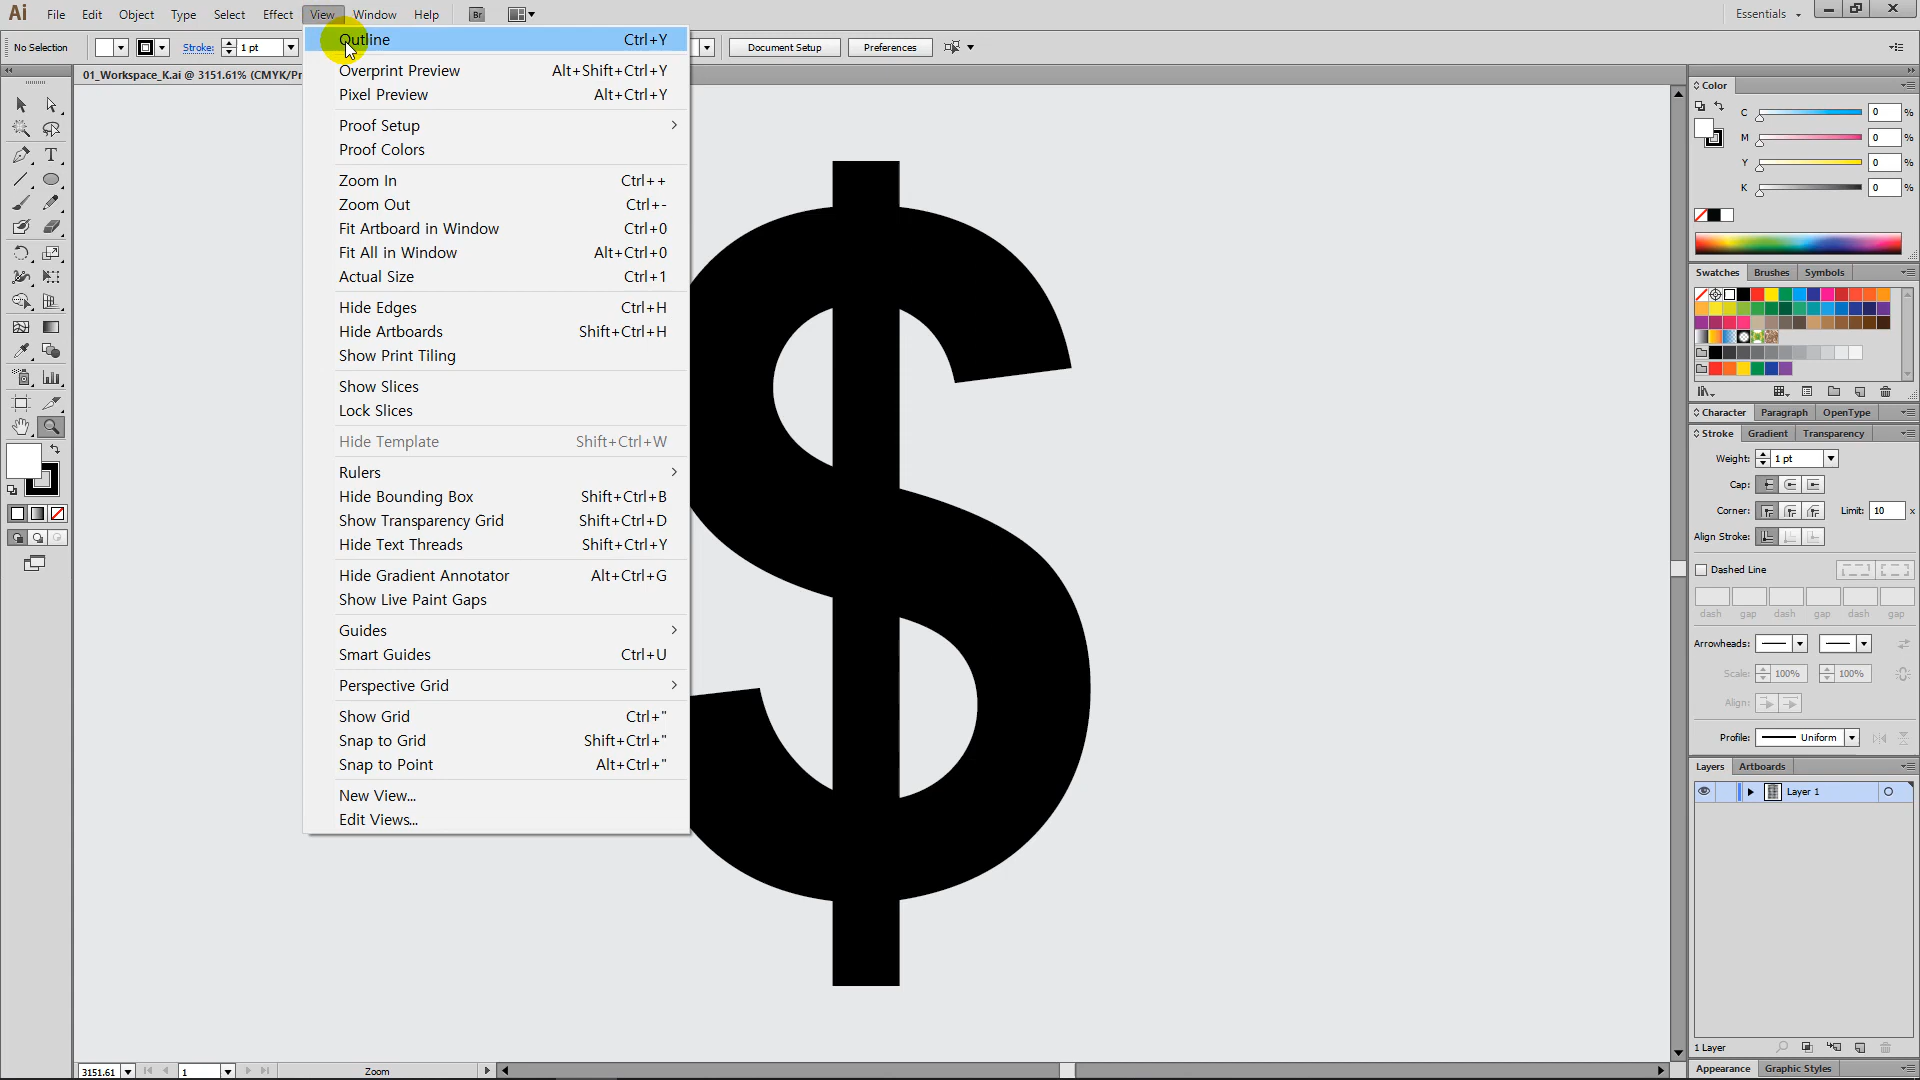 Ai File Edit Object Type Select Effect View Window Help Br Essentials
No Selection Stroke: 1 pt Document Setup Preferences
01_Workspace_K.ai @ 3151.61% (CMYK/Pr
Outline Ctrl+Y
Overprint Preview Alt+Shift+Ctrl+Y
Pixel Preview Alt+Ctrl+Y
Proof Setup
Proof Colors
Zoom In Ctrl++
Zoom Out Ctrl+-
Fit Artboard in Window Ctrl+0
Fit All in Window Alt+Ctrl+0
Actual Size Ctrl+1
Hide Edges Ctrl+H
Hide Artboards Shift+Ctrl+H
Show Print Tiling
Show Slices
Lock Slices
Hide Template Shift+Ctrl+W
Rulers
Hide Bounding Box Shift+Ctrl+B
Show Transparency Grid Shift+Ctrl+D
Hide Text Threads Shift+Ctrl+Y
Hide Gradient Annotator Alt+Ctrl+G
Show Live Paint Gaps
Guides
Smart Guides Ctrl+U
Perspective Grid
Show Grid Ctrl+"
Snap to Grid Shift+Ctrl+"
Snap to Point Alt+Ctrl+"
New View...
Edit Views...
$
Color
C 0 %
M 0 %
Y 0 %
K 0 %
Swatches Brushes Symbols
Character Paragraph OpenType
Stroke Gradient Transparency
Weight: 1 pt
Cap:
Corner: Limit: 10 x
Align Stroke:
Dashed Line
dash gap dash gap dash gap
Arrowheads:
Scale: 100% 100%
Align:
Profile: Uniform
Layers Artboards
Layer 1
1 Layer
Appearance Graphic Styles
3151.61 1 Zoom